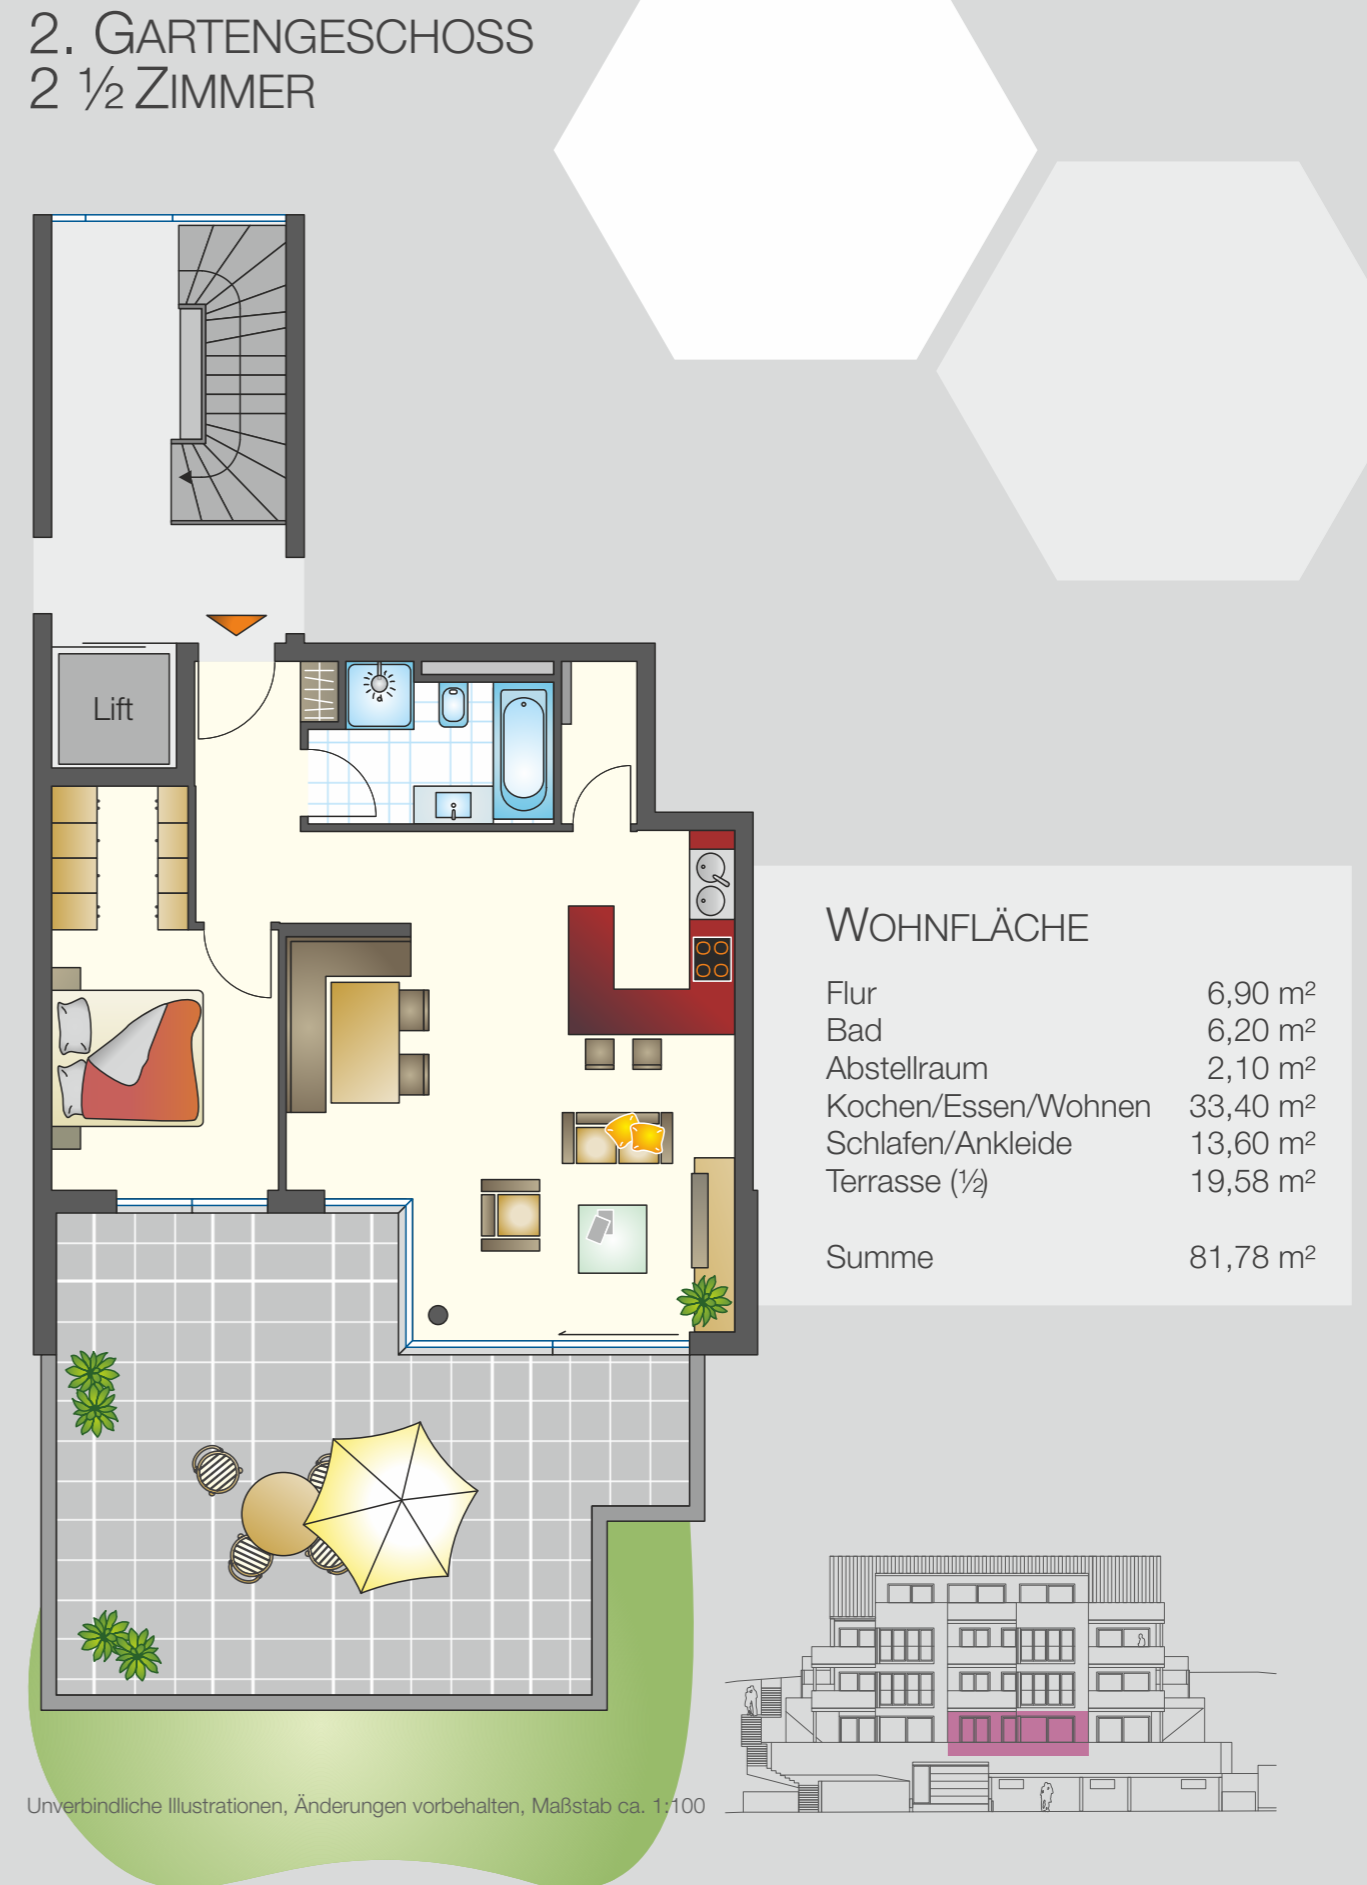 2. GARTENGESCHOSS
2 ½ ZIMMER
Lift
WOHNFLÄCHE
Flur 6,90 m²
Bad 6,20 m²
Abstellraum 2,10 m²
Kochen/Essen/Wohnen 33,40 m²
Schlafen/Ankleide 13,60 m²
Terrasse (½) 19,58 m²
Summe 81,78 m²
Unverbindliche Illustrationen, Änderungen vorbehalten, Maßstab ca. 1:100